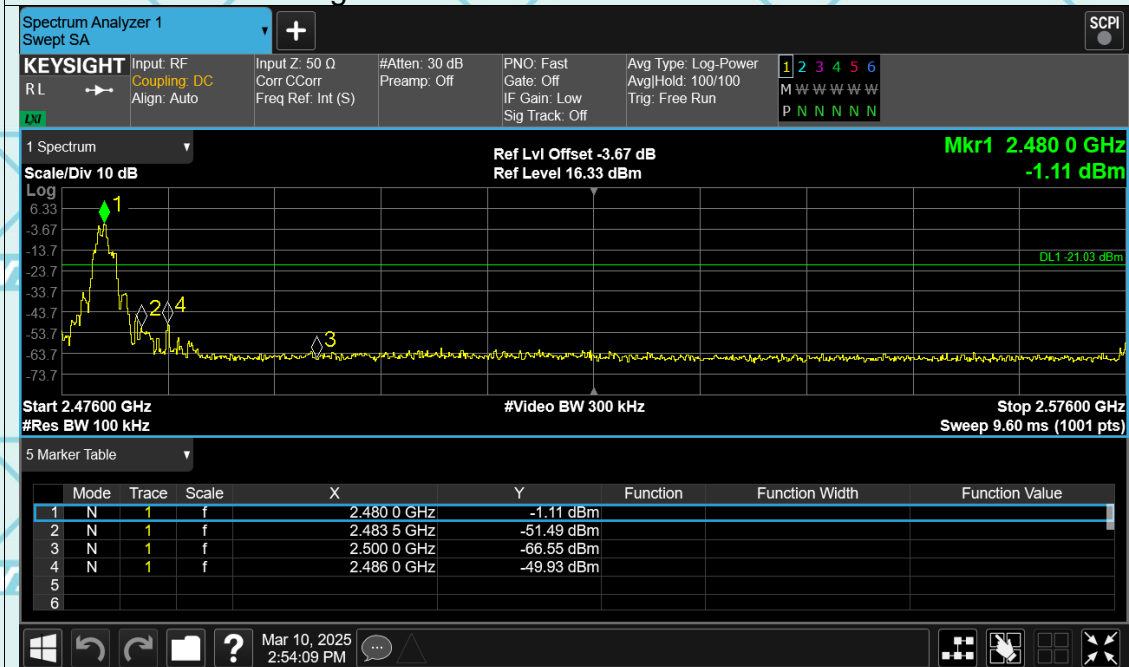 Spectrum Analyzer 1
Swept SA
+
SCPI
KEYSIGHT Input: RF Input Z: 50 Ω #Atten: 30 dB PNO: Fast Avg Type: Log-Power 1 2 3 4 5 6
RL Coupling: DC Corr CCorr Preamp: Off Gate: Off Avg|Hold: 100/100 M W W W W W
Align: Auto Freq Ref: Int (S) IF Gain: Low Trig: Free Run
LXI Sig Track: Off P N N N N N
1 Spectrum Ref Lvl Offset -3.67 dB Mkr1 2.480 0 GHz
Scale/Div 10 dB Ref Level 16.33 dBm -1.11 dBm
Log
6.33 1
-3.67
-13.7 DL1 -21.03 dBm
-23.7
-33.7
-43.7 2 4
-53.7 3
-63.7
-73.7
Start 2.47600 GHz #Video BW 300 kHz Stop 2.57600 GHz
#Res BW 100 kHz Sweep 9.60 ms (1001 pts)
5 Marker Table
Mode Trace Scale X Y Function Function Width Function Value
1 N 1 f 2.480 0 GHz -1.11 dBm
2 N 1 f 2.483 5 GHz -51.49 dBm
3 N 1 f 2.500 0 GHz -66.55 dBm
4 N 1 f 2.486 0 GHz -49.93 dBm
5
6
? Mar 10, 2025
2:54:09 PM